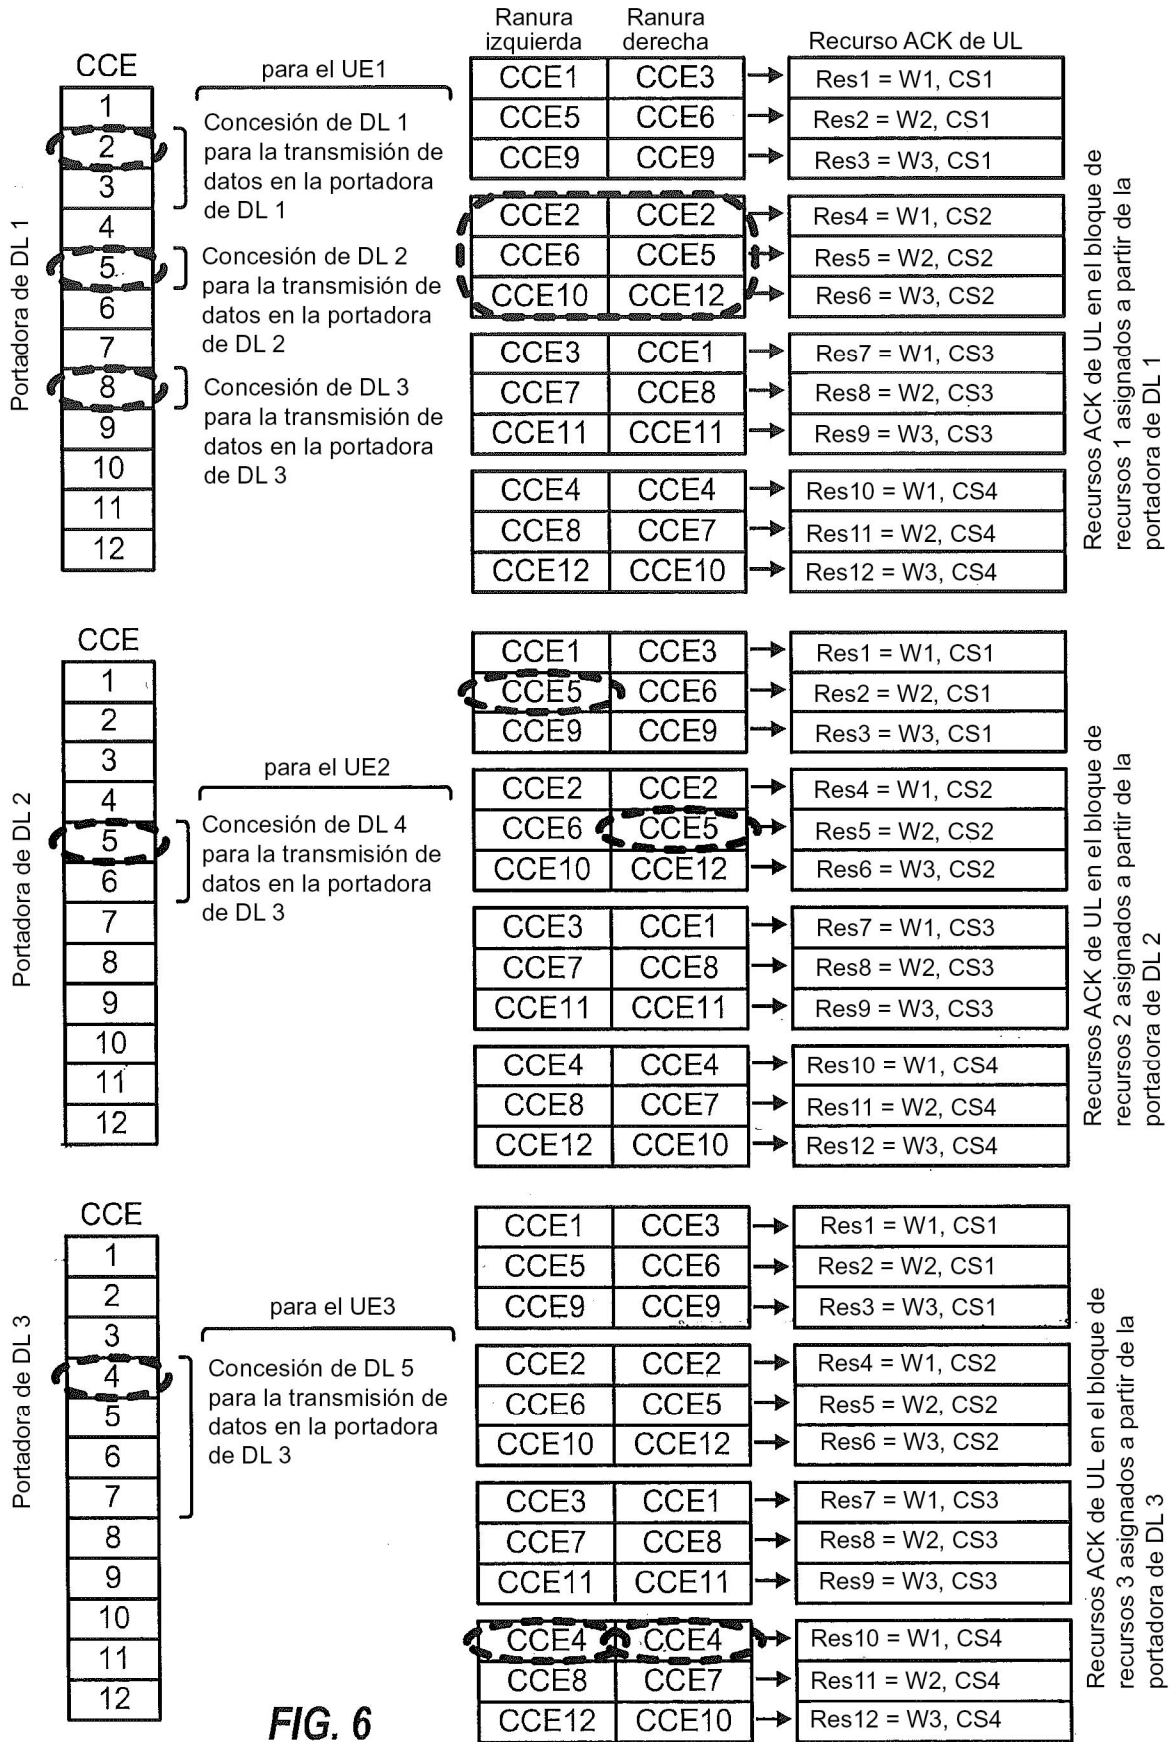 Portadora de DL 1
CCE
1
2
3
4
5
6
7
8
9
10
11
12
para el UE1
Concesión de DL 1
para la transmisión de
datos en la portadora
de DL 1
Concesión de DL 2
para la transmisión de
datos en la portadora
de DL 2
Concesión de DL 3
para la transmisión de
datos en la portadora
de DL 3
Ranura izquierda Ranura derecha Recurso ACK de UL
CCE1 CCE3 Res1 = W1, CS1
CCE5 CCE6 Res2 = W2, CS1
CCE9 CCE9 Res3 = W3, CS1
CCE2 CCE2 Res4 = W1, CS2
CCE6 CCE5 Res5 = W2, CS2
CCE10 CCE12 Res6 = W3, CS2
CCE3 CCE1 Res7 = W1, CS3
CCE7 CCE8 Res8 = W2, CS3
CCE11 CCE11 Res9 = W3, CS3
CCE4 CCE4 Res10 = W1, CS4
CCE8 CCE7 Res11 = W2, CS4
CCE12 CCE10 Res12 = W3, CS4
Recursos ACK de UL en el bloque de
recursos 1 asignados a partir de la
portadora de DL 1
Portadora de DL 2
CCE
1
2
3
4
5
6
7
8
9
10
11
12
para el UE2
Concesión de DL 4
para la transmisión de
datos en la portadora
de DL 3
CCE1 CCE3 Res1 = W1, CS1
CCE5 CCE6 Res2 = W2, CS1
CCE9 CCE9 Res3 = W3, CS1
CCE2 CCE2 Res4 = W1, CS2
CCE6 CCE5 Res5 = W2, CS2
CCE10 CCE12 Res6 = W3, CS2
CCE3 CCE1 Res7 = W1, CS3
CCE7 CCE8 Res8 = W2, CS3
CCE11 CCE11 Res9 = W3, CS3
CCE4 CCE4 Res10 = W1, CS4
CCE8 CCE7 Res11 = W2, CS4
CCE12 CCE10 Res12 = W3, CS4
Recursos ACK de UL en el bloque de
recursos 2 asignados a partir de la
portadora de DL 2
Portadora de DL 3
CCE
1
2
3
4
5
6
7
8
9
10
11
12
para el UE3
Concesión de DL 5
para la transmisión de
datos en la portadora
de DL 3
CCE1 CCE3 Res1 = W1, CS1
CCE5 CCE6 Res2 = W2, CS1
CCE9 CCE9 Res3 = W3, CS1
CCE2 CCE2 Res4 = W1, CS2
CCE6 CCE5 Res5 = W2, CS2
CCE10 CCE12 Res6 = W3, CS2
CCE3 CCE1 Res7 = W1, CS3
CCE7 CCE8 Res8 = W2, CS3
CCE11 CCE11 Res9 = W3, CS3
CCE4 CCE4 Res10 = W1, CS4
CCE8 CCE7 Res11 = W2, CS4
CCE12 CCE10 Res12 = W3, CS4
Recursos ACK de UL en el bloque de
recursos 3 asignados a partir de la
portadora de DL 3
FIG. 6